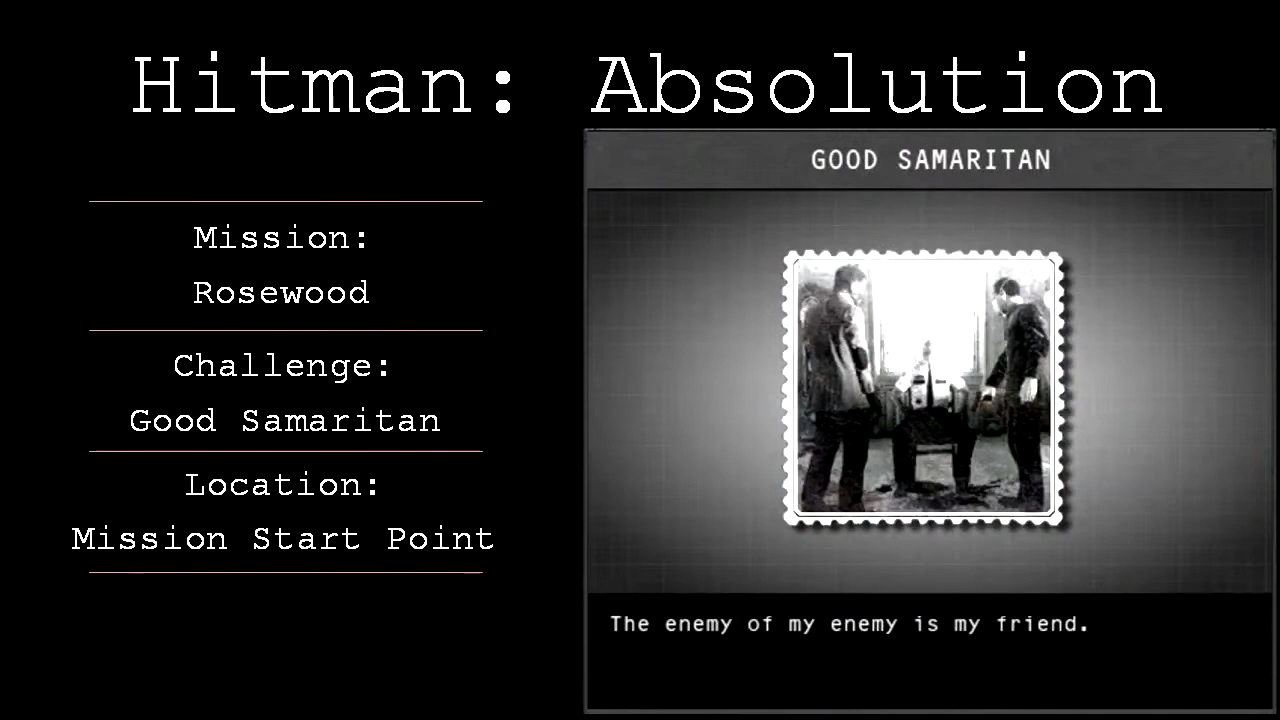 Hitman: Absolution
Mission:
Rosewood
Challenge:
Good Samaritan
Location:
Mission Start Point
GOOD SAMARITAN
The enemy of my enemy is my friend.